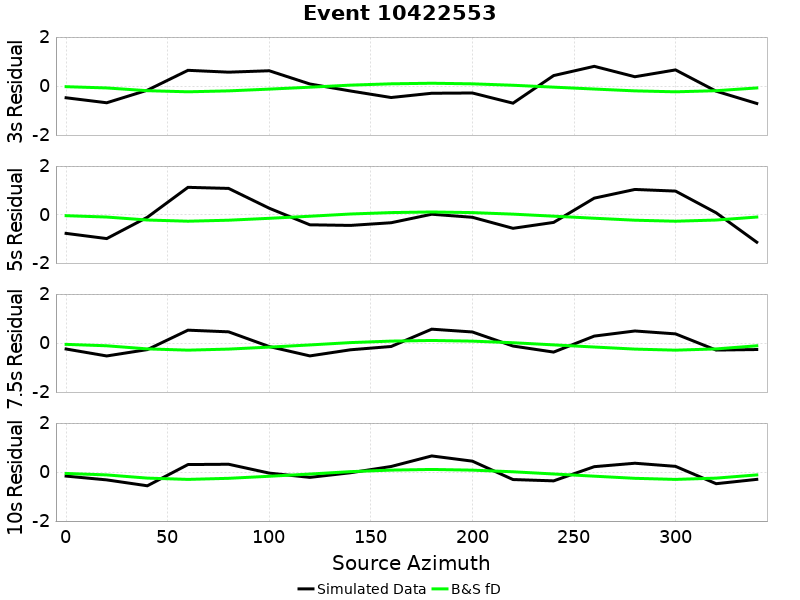 Event 10422553
3s Residual
2
0
-2
5s Residual
2
0
-2
7.5s Residual
2
0
-2
10s Residual
2
0
-2
0 50 100 150 200 250 300
Source Azimuth
Simulated Data B&S fD